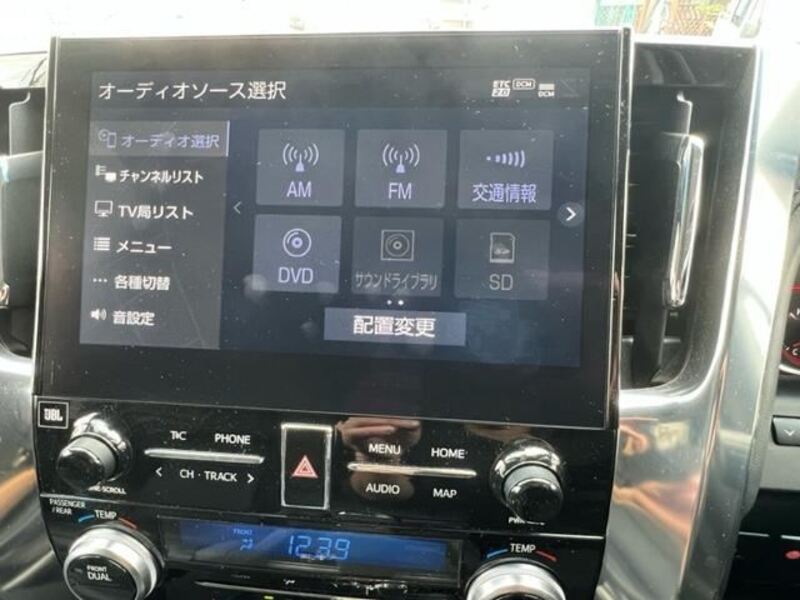 オーディオソース選択
ETC 2.0 DCM
DCM
オーディオ選択
チャンネルリスト
TV局リスト
メニュー
各種切替
音設定
AM
FM
交通情報
DVD
サウンドライブラリ
SD
配置変更
JBL
T/C PHONE
CH・TRACK
MENU HOME
AUDIO MAP
PASSENGER /REAR TEMP
FRONT DUAL
FRONT
12:39
TEMP